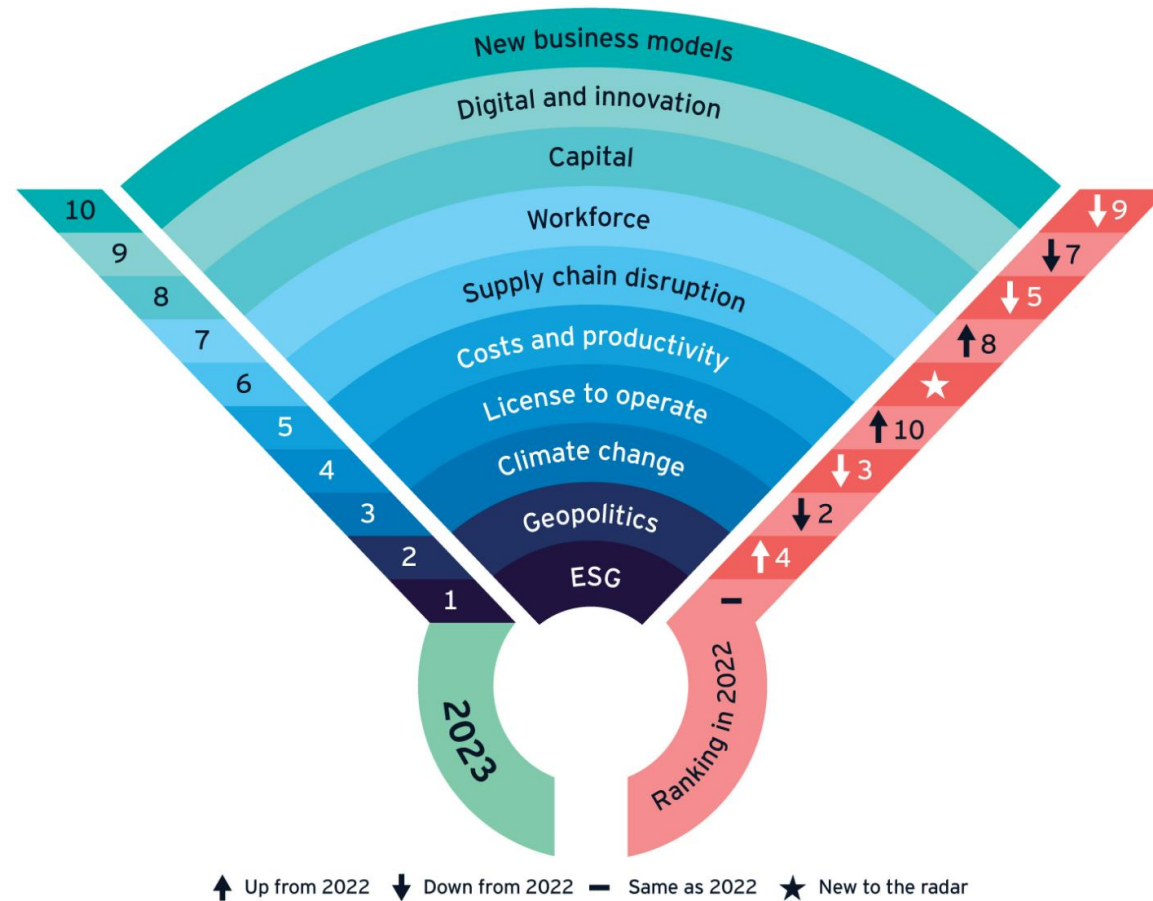 New business models
Digital and innovation
Capital
Workforce
Supply chain disruption
Costs and productivity
License to operate
Climate change
Geopolitics
ESG
10
9
8
7
6
5
4
3
2
1
2023
9
7
5
8
10
3
2
4
Ranking in 2022
Up from 2022
Down from 2022
Same as 2022
New to the radar